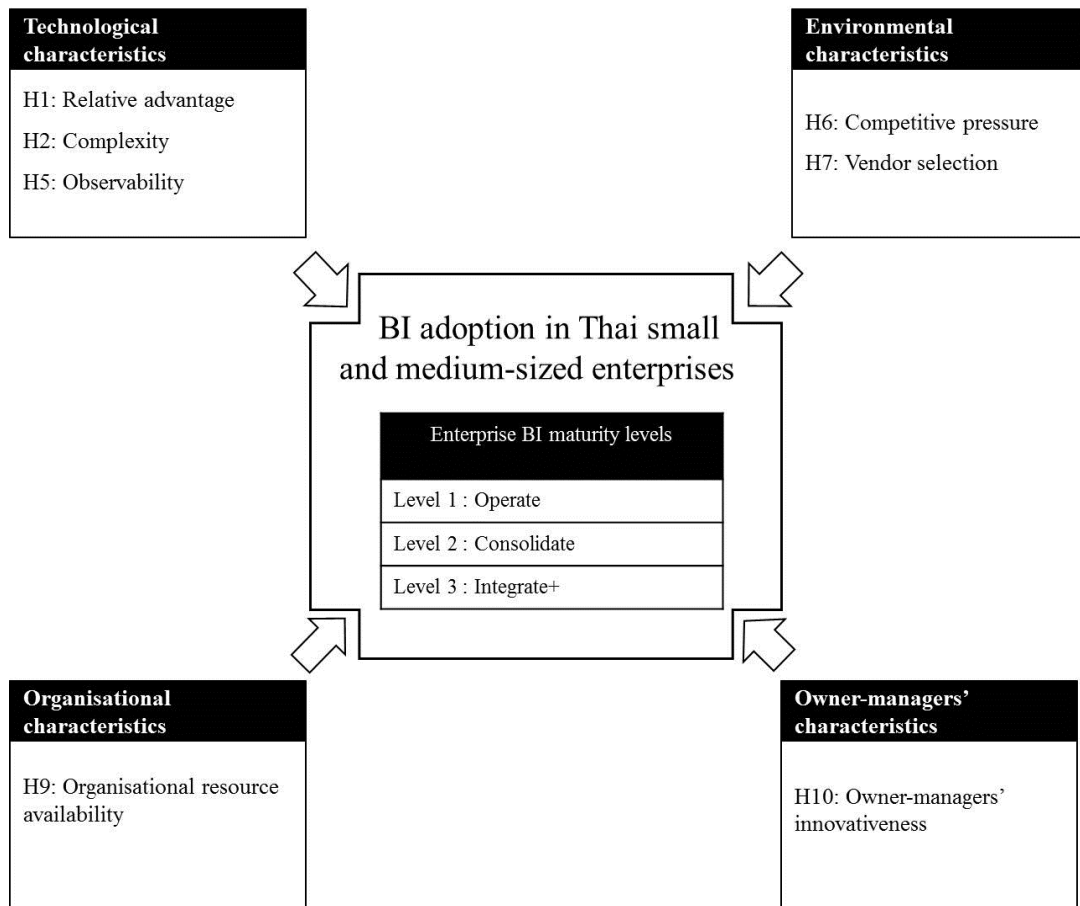 Technological
characteristics
H1: Relative advantage
H2: Complexity
H5: Observability
Environmental
characteristics
H6: Competitive pressure
H7: Vendor selection
BI adoption in Thai small
and medium-sized enterprises
Enterprise BI maturity levels
Level 1 : Operate
Level 2 : Consolidate
Level 3 : Integrate+
Organisational
characteristics
H9: Organisational resource
availability
Owner-managers’
characteristics
H10: Owner-managers’
innovativeness